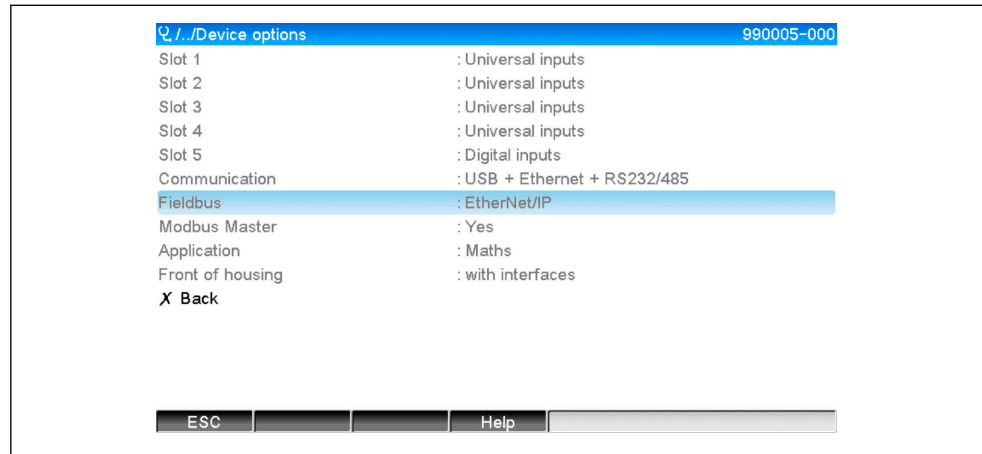 /../Device options 990005-000
Slot 1 : Universal inputs
Slot 2 : Universal inputs
Slot 3 : Universal inputs
Slot 4 : Universal inputs
Slot 5 : Digital inputs
Communication : USB + Ethernet + RS232/485
Fieldbus : EtherNet/IP
Modbus Master : Yes
Application : Maths
Front of housing : with interfaces
X Back
ESC Help